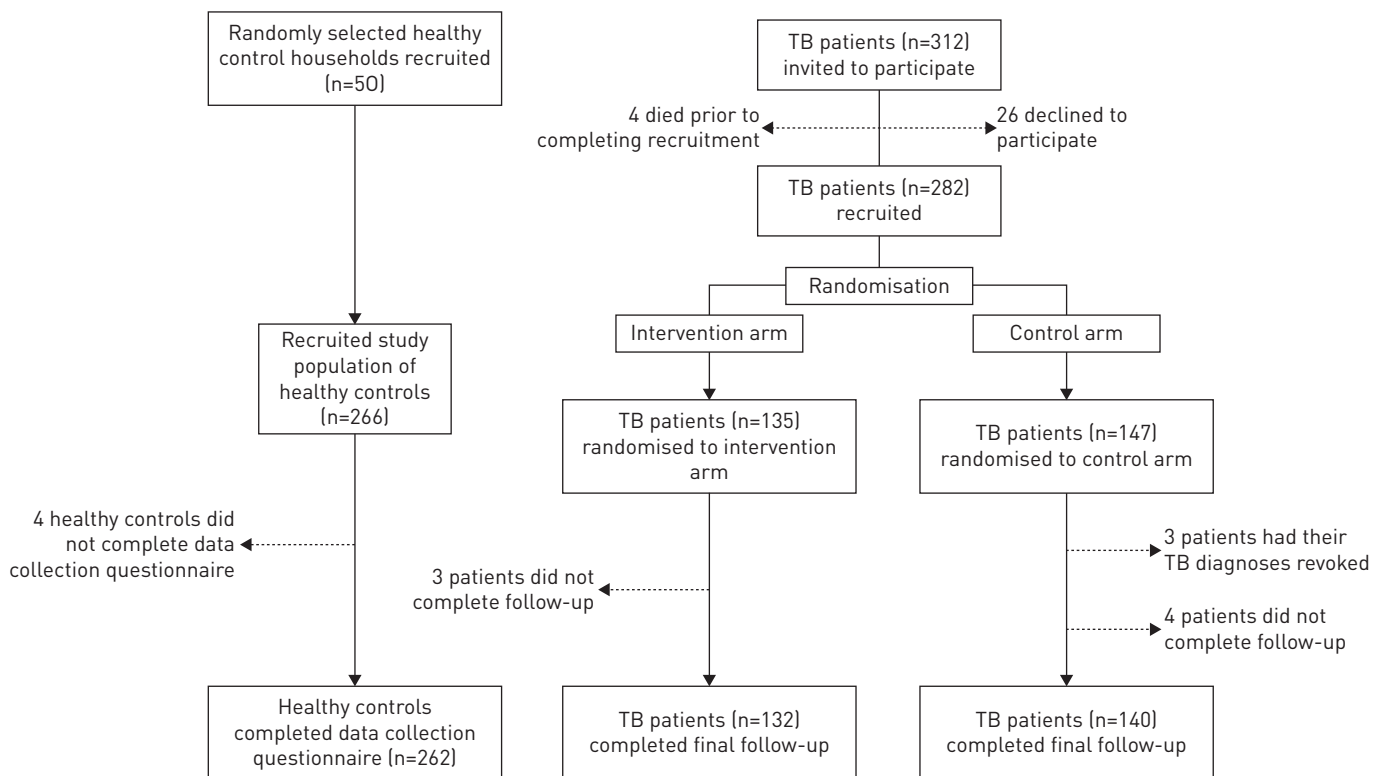 Randomly selected healthy
control households recruited
(n=50)
TB patients (n=312)
invited to participate
4 died prior to
completing recruitment
26 declined to
participate
TB patients (n=282)
recruited
Randomisation
Intervention arm
Control arm
Recruited study
population of
healthy controls
(n=266)
TB patients (n=135)
randomised to intervention
arm
TB patients (n=147)
randomised to control arm
4 healthy controls did
not complete data
collection questionnaire
3 patients did not
complete follow-up
3 patients had their
TB diagnoses revoked
4 patients did not
complete follow-up
Healthy controls
completed data collection
questionnaire (n=262)
TB patients (n=132)
completed final follow-up
TB patients (n=140)
completed final follow-up